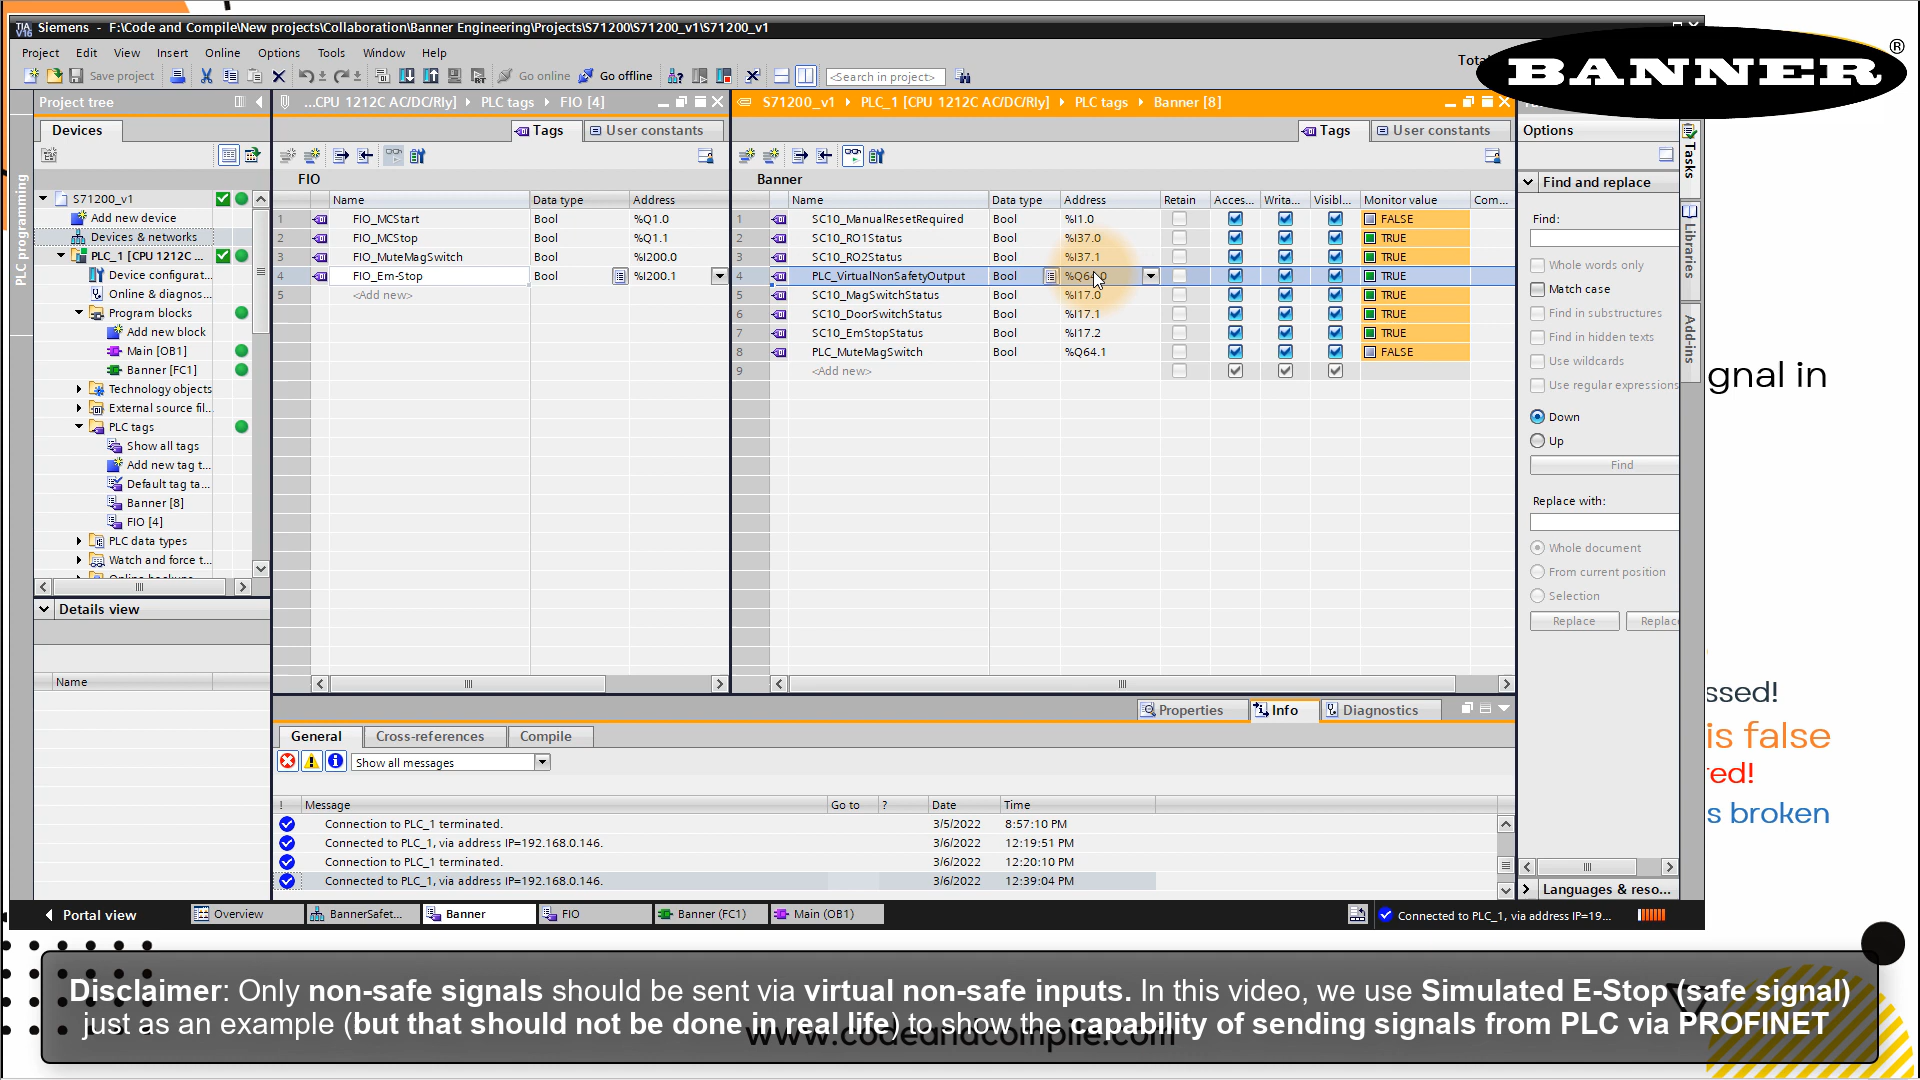 Siemens - F:\Code and Compile\New projects\Collaboration\Banner Engineering\Projects\S71200\S71200_v1\S71200_v1
Project Edit View Insert Online Options Tools Window Help
Save project Go online Go offline <Search in project>
BANNER®
Project tree
...CPU 1212C AC/DC/Rly] PLC tags FIO [4]
S71200_v1 PLC_1 [CPU 1212C AC/DC/Rly] PLC tags Banner [8]
Devices
Tags User constants
Tags User constants
Options
FIO
Banner
Find and replace
PLC programming
Tasks
Libraries
Add-ins
S71200_v1
Add new device
Devices & networks
PLC_1 [CPU 1212C ...
Device configurat...
Online & diagnos...
Program blocks
Add new block
Main [OB1]
Banner [FC1]
Technology objects
External source fil...
PLC tags
Show all tags
Add new tag t...
Default tag ta...
Banner [8]
FIO [4]
PLC data types
Watch and force t...
Name Data type Address
1 FIO_MCStart Bool %Q1.0
2 FIO_MCStop Bool %Q1.1
3 FIO_MuteMagSwitch Bool %I200.0
4 FIO_Em-Stop Bool %I200.1
5 <Add new>
Name Data type Address Retain Acces... Writa... Visibl... Monitor value Com...
1 SC10_ManualResetRequired Bool %I1.0 FALSE
2 SC10_RO1Status Bool %I37.0 TRUE
3 SC10_RO2Status Bool %I37.1 TRUE
4 PLC_VirtualNonSafetyOutput Bool TRUE
5 SC10_MagSwitchStatus Bool %I17.0 TRUE
6 SC10_DoorSwitchStatus Bool %I17.1 TRUE
7 SC10_EmStopStatus Bool %I17.2 TRUE
8 PLC_MuteMagSwitch Bool %Q64.1 FALSE
9 <Add new>
Find:
Whole words only
Match case
Find in substructures
Find in hidden texts
Use wildcards
Use regular expressions
Down
Up
Find
Replace with:
Whole document
From current position
Selection
Replace Replac
Languages & reso...
gnal in
ssed!
is false
red!
s broken
Details view
Name
Properties Info Diagnostics
General Cross-references Compile
Show all messages
! Message Go to ? Date Time
Connection to PLC_1 terminated. 3/5/2022 8:57:10 PM
Connected to PLC_1, via address IP=192.168.0.146. 3/6/2022 12:19:51 PM
Connection to PLC_1 terminated. 3/6/2022 12:20:10 PM
Connected to PLC_1, via address IP=192.168.0.146. 3/6/2022 12:39:04 PM
Portal view Overview BannerSafet... Banner FIO Banner (FC1) Main (OB1) Connected to PLC_1, via address IP=19...
Disclaimer: Only non-safe signals should be sent via virtual non-safe inputs. In this video, we use Simulated E-Stop (safe signal)
just as an example (but that should not be done in real life) to show the capability of sending signals from PLC via PROFINET
www.codeandcompile.com